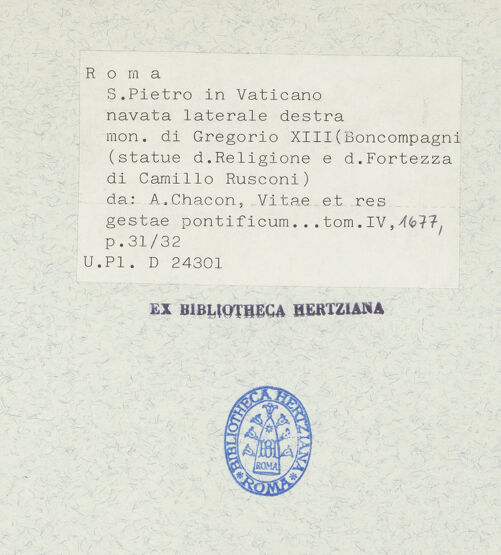 R o m a
S.Pietro in Vaticano
navata laterale destra
mon. di Gregorio XIII(Boncompagni
(statue d.Religione e d.Fortezza
di Camillo Rusconi)
da: A.Chacon, Vitae et res
gestae pontificum...tom.IV,1677,
p.31/32
U.Pl. D 24301
EX BIBLIOTHECA HERTZIANA
BIBLIOTHECA HERTZIANA
ROMA
ROMA